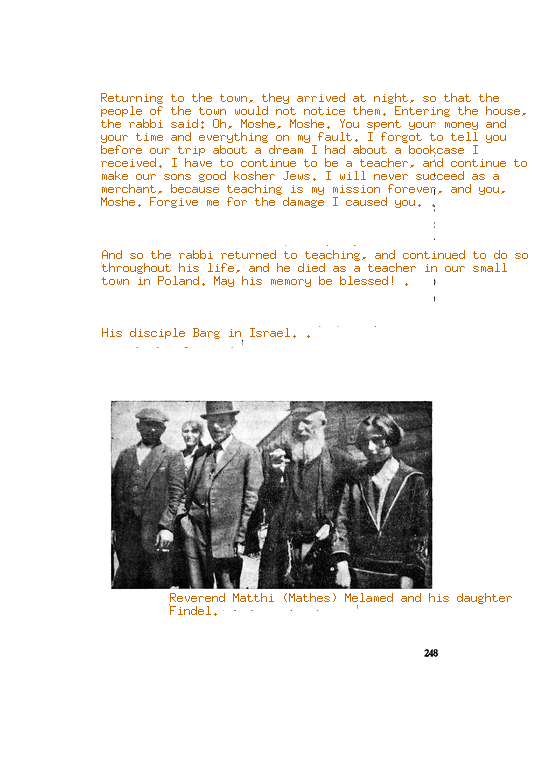 Returning to the town, they arrived at night, so that the
people of the town would not notice them. Entering the house,
the rabbi said: Oh, Moshe, Moshe. You spent your money and
your time and everything on my fault. I forgot to tell you
before our trip about a dream I had about a bookcase I
received. I have to continue to be a teacher, and continue to
make our sons good kosher Jews. I will never succeed as a
merchant, because teaching is my mission forever, and you,
Moshe. Forgive me for the damage I caused you. .
And so the rabbi returned to teaching, and continued to do so
throughout his life, and he died as a teacher in our small
town in Poland. May his memory be blessed! .
His disciple Barg in Israel. .
Reverend Matthi (Mathes) Melamed and his daughter
Findel.
248